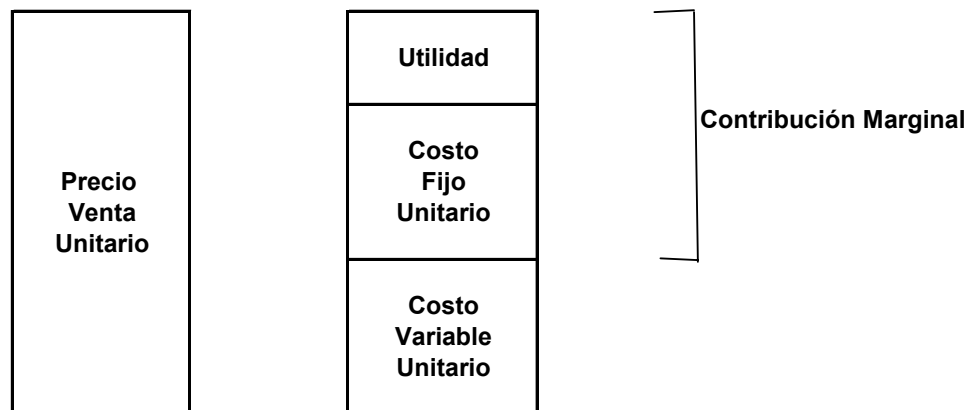 Precio
Venta
Unitario
Utilidad
Costo
Fijo
Unitario
Costo
Variable
Unitario
Contribución Marginal